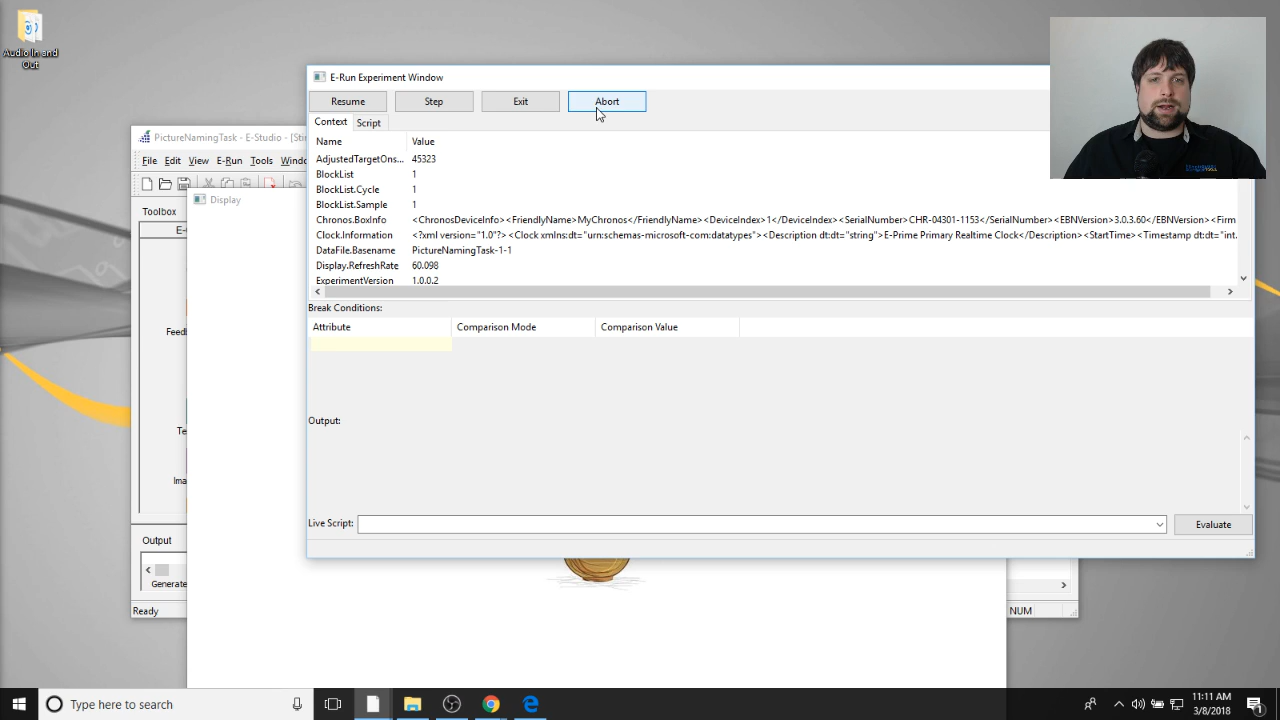 Audio In and
Out
E-Run Experiment Window
Resume Step Exit Abort
Context Script
Name Value
AdjustedTargetOns... 45323
BlockList 1
BlockList.Cycle 1
BlockList.Sample 1
Chronos.BoxInfo <ChronosDeviceInfo><FriendlyName>MyChronos</FriendlyName><DeviceIndex>1</DeviceIndex><SerialNumber>CHR-04301-1153</SerialNumber><EBNVersion>3.0.3.60</EBNVersion><Firm
Clock.Information <?xml version="1.0"?> <Clock xmlns:dt="urn:schemas-microsoft-com:datatypes"><Description dt:dt="string">E-Prime Primary Realtime Clock</Description><StartTime><Timestamp dt:dt="int.
DataFile.Basename PictureNamingTask-1-1
Display.RefreshRate 60.098
ExperimentVersion 1.0.0.2
Break Conditions:
Attribute Comparison Mode Comparison Value
Output:
Live Script: Evaluate
PictureNamingTask - E-Studio - [Sti
File Edit View E-Run Tools Windo
Display
Toolbox
E-
Feedl
Te
Ima
Output
Generate
Ready NUM
Type here to search
11:11 AM
3/8/2018
1